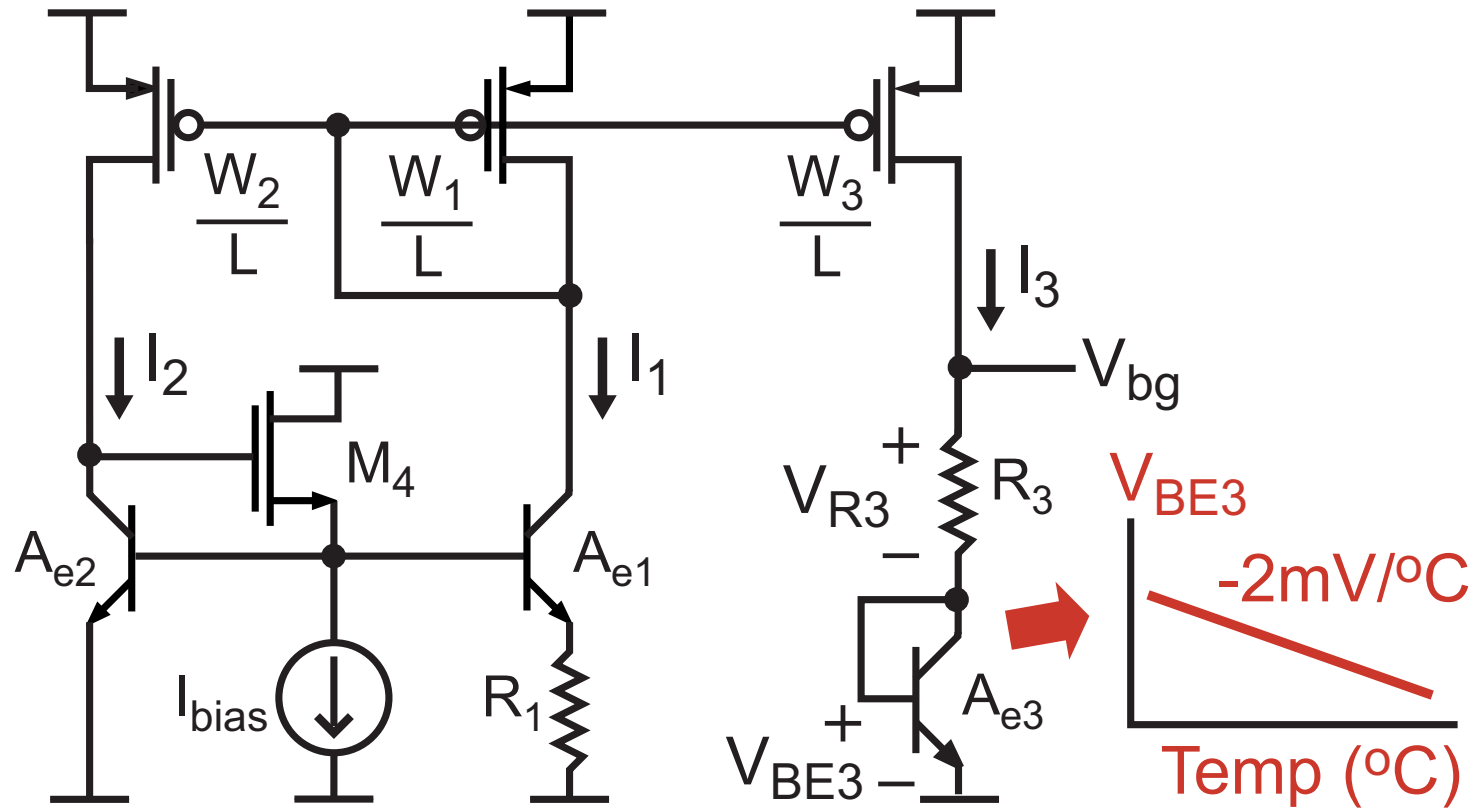 W2
L
W1
L
W3
L
I2
I1
I3
Vbg
M4
Ae2
Ae1
+
VR3
−
R3
VBE3
-2mV/oC
Ibias
R1
+
VBE3
−
Ae3
Temp (oC)